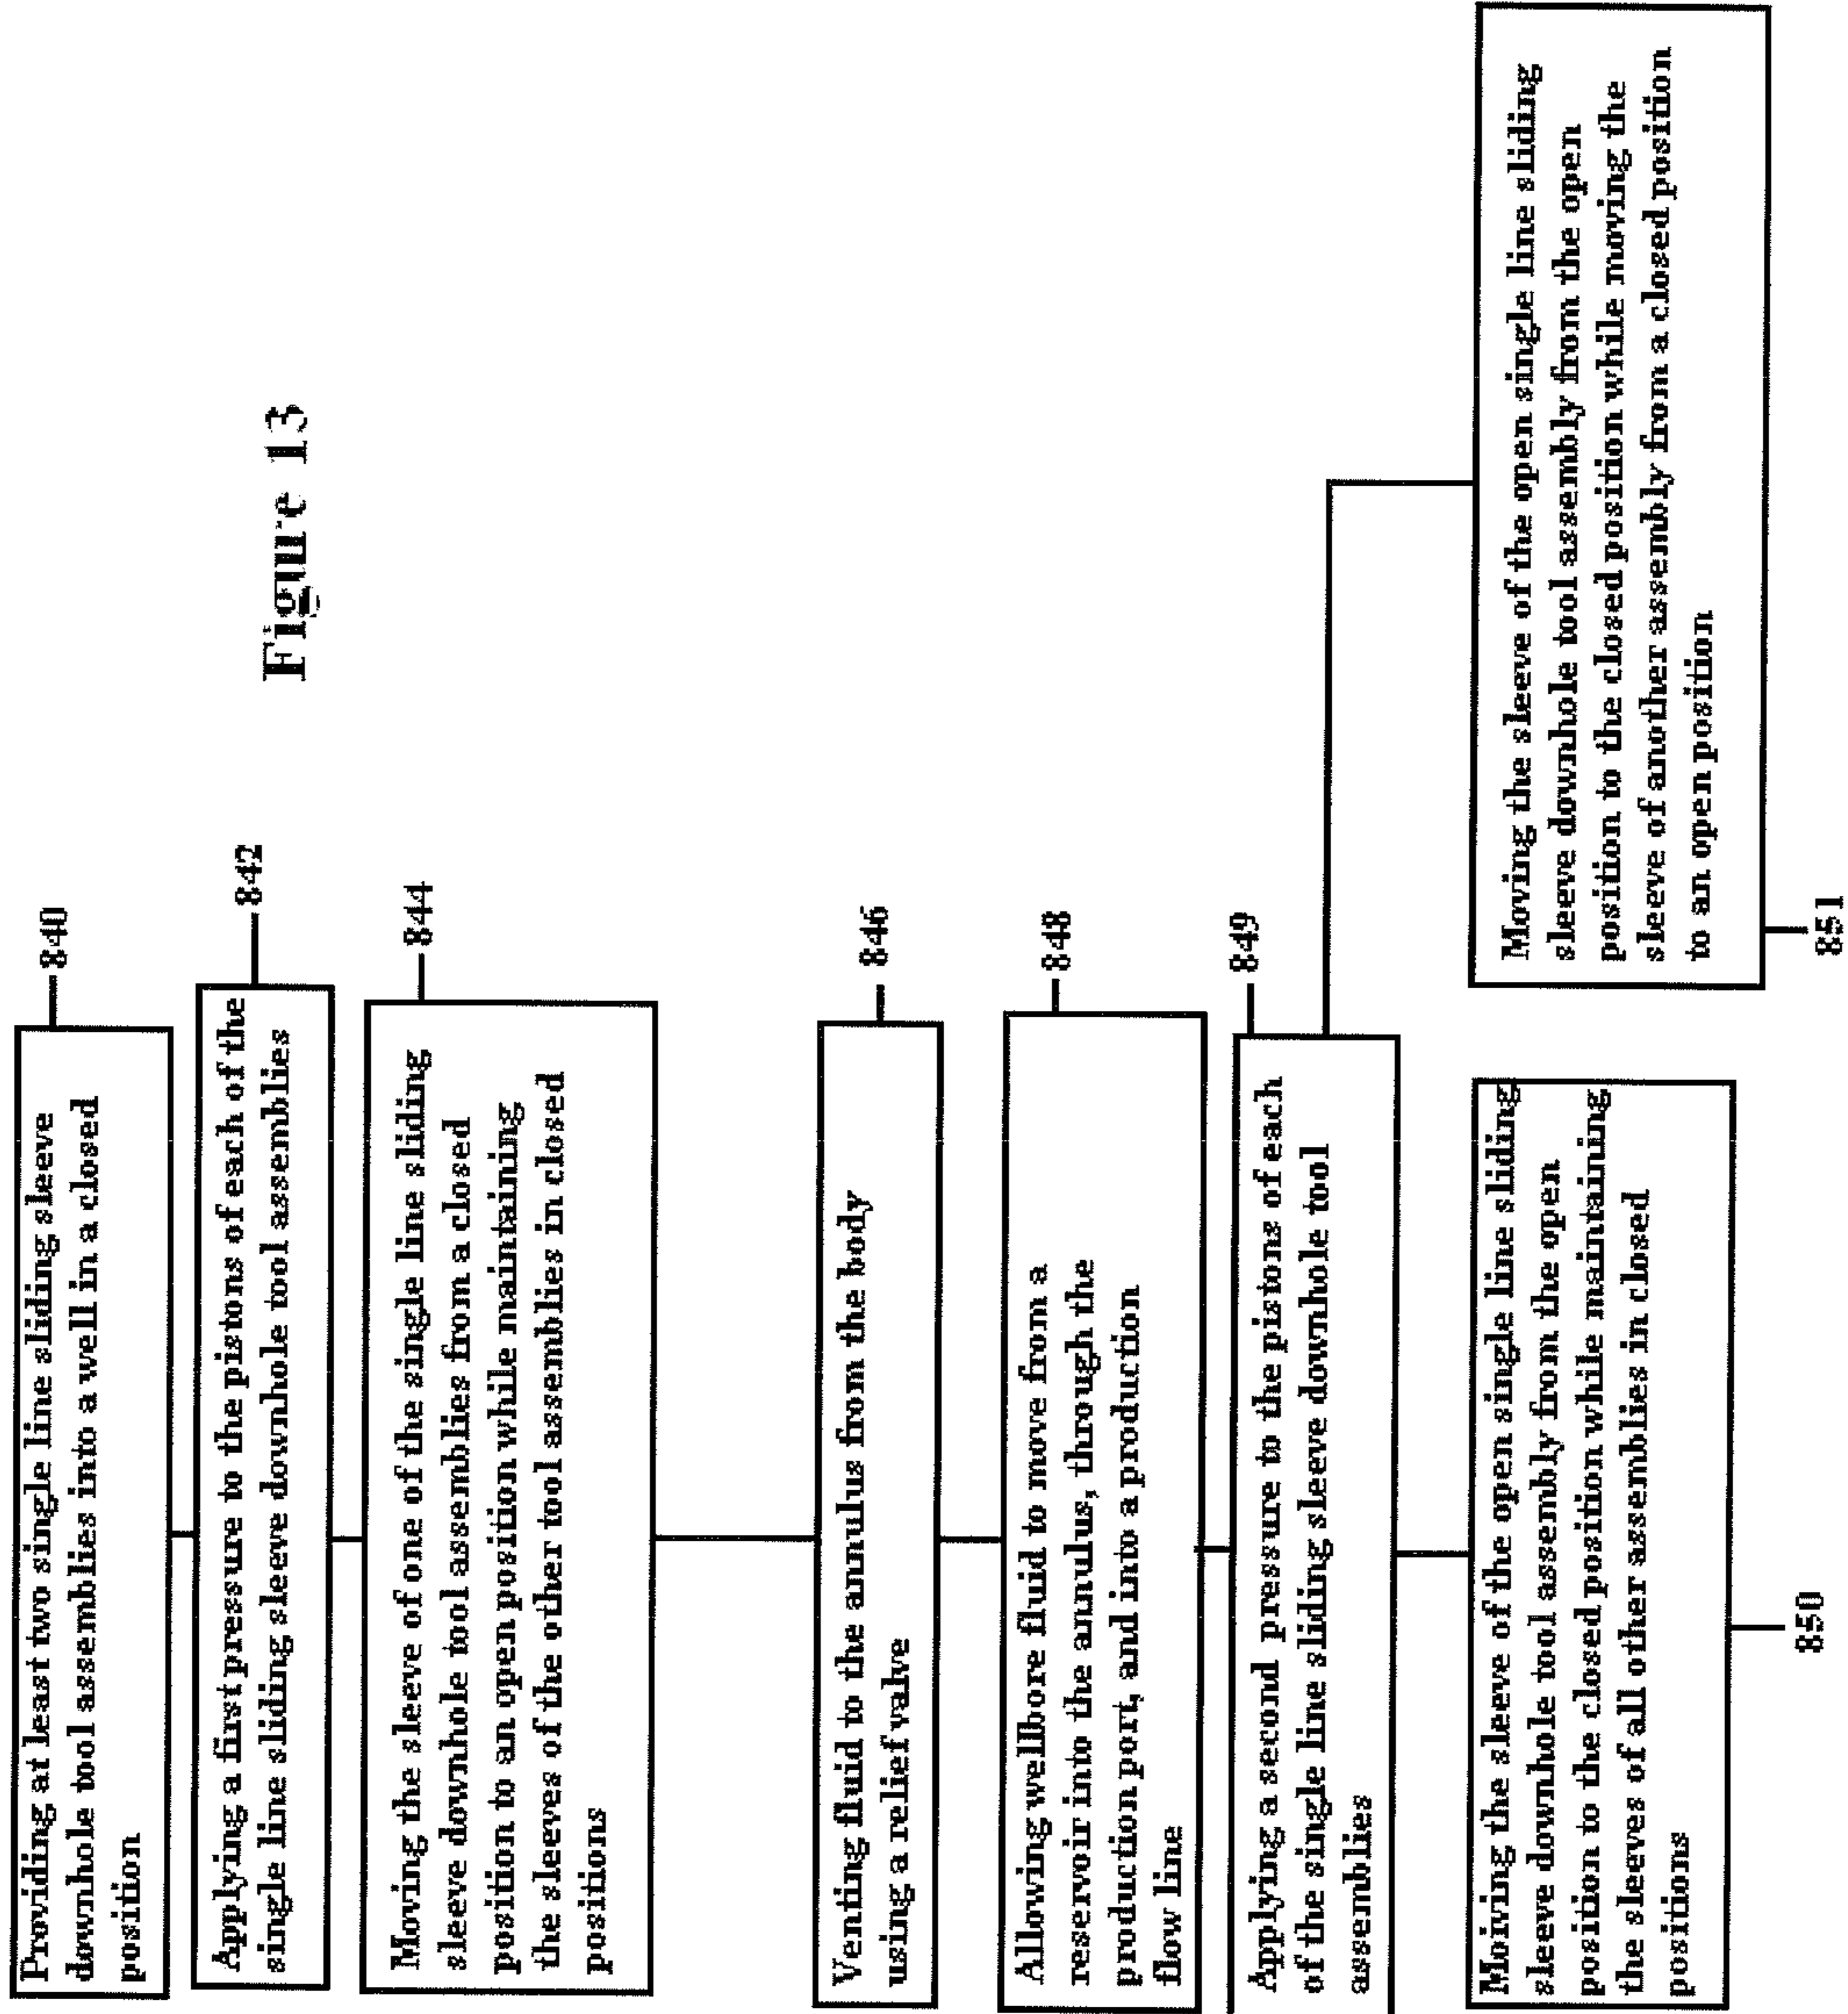 Figure 13
Providing at least two single line sliding sleeve
downhole tool assemblies into a well in a closed
position
840
Applying a first pressure to the pistons of each of the
single line sliding sleeve downhole tool assemblies
842
Moving the sleeve of one of the single line sliding
sleeve downhole tool assemblies from a closed
position to an open position while maintaining
the sleeves of the other tool assemblies in closed
positions
844
Venting fluid to the annulus from the body
using a relief valve
846
Allowing wellbore fluid to move from a
reservoir into the annulus, through the
production port, and into a production
flow line
848
Applying a second pressure to the pistons of each
of the single line sliding sleeve downhole tool
assemblies
849
Moiving the sleeve of the open single line sliding
sleeve downhole tool assembly from the open
position to the closed position while maintaining
the sleeves of all other assemblies in closed
positions
850
Moving the sleeve of the open single line sliding
sleeve downhole tool assembly from the open
position to the closed position while moving the
sleeve of another assembly from a closed position
to an open position
851